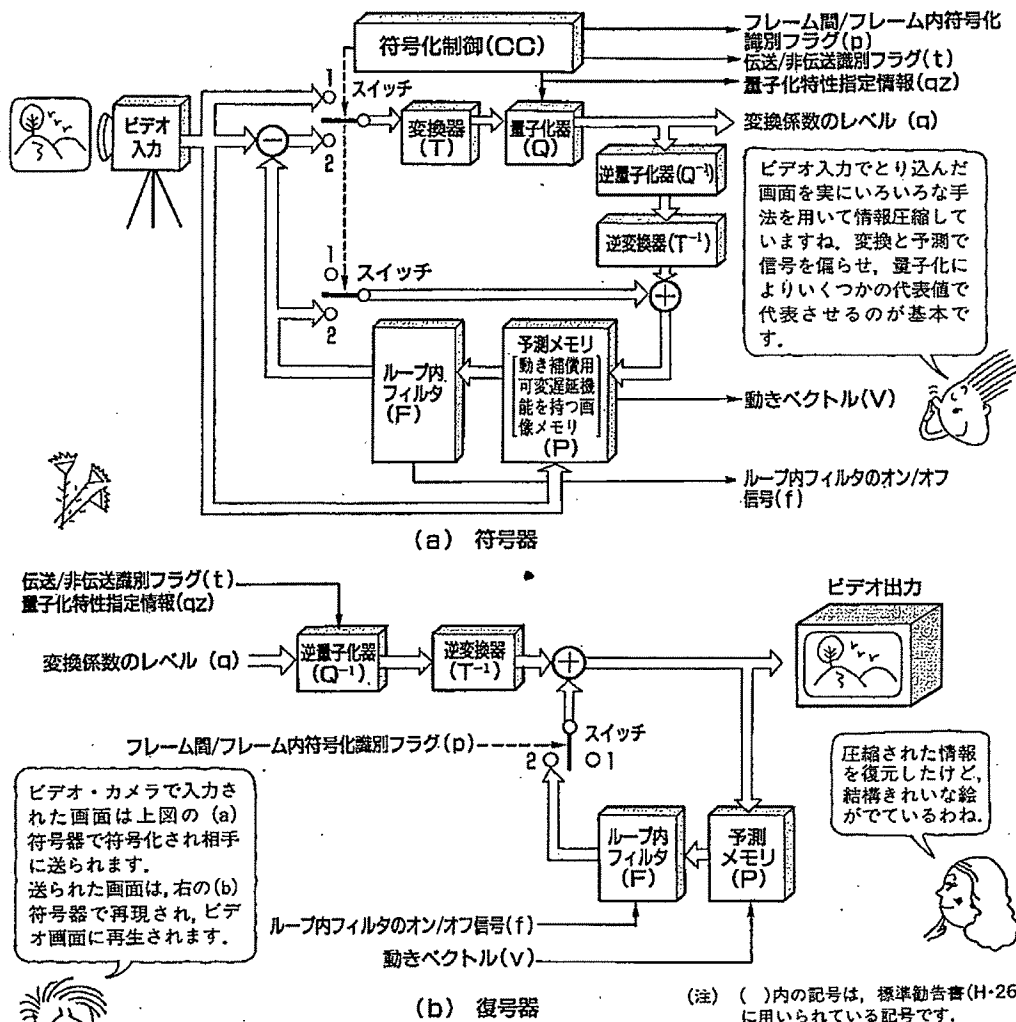 符号化制御(CC)
フレーム間/フレーム内符号化
識別フラグ(p)
伝送/非伝送識別フラグ(t)
量子化特性指定情報(qz)
1
スイッチ
2
ビデオ
入力
−
変換器
(T)
量子化器
(Q)
変換係数のレベル(q)
逆量子化器(Q⁻¹)
逆変換器(T⁻¹)
ビデオ入力でとり込んだ
画面を実にいろいろな手
法を用いて情報圧縮して
いますね.変換と予測で
信号を偏らせ,量子化に
よりいくつかの代表値で
代表させるのが基本で
す.
1
スイッチ
2
+
ループ内
フィルタ
(F)
予測メモリ
動き補償用
可変遅延機
能を持つ画
像メモリ
(P)
動きベクトル(V)
ループ内フィルタのオン/オフ
信号(f)
(a) 符号器
伝送/非伝送識別フラグ(t)
量子化特性指定情報(qz)
変換係数のレベル(q)
逆量子化器
(Q⁻¹)
逆変換器
(T⁻¹)
+
ビデオ出力
スイッチ
フレーム間/フレーム内符号化識別フラグ(p)
2
1
圧縮された情報
を復元したけど,
結構きれいな絵
がでているわね.
ビデオ・カメラで入力さ
れた画面は上図の(a)
符号器で符号化され相手
に送られます.
送られた画面は,右の(b)
符号器で再現され,ビデ
オ画面に再生されます.
ループ内
フィルタ
(F)
予測
メモリ
(P)
ループ内フィルタのオン/オフ信号(f)
動きベクトル(v)
(b) 復号器
(注) ( )内の記号は,標準勧告書(H・26
に用いられている記号です.